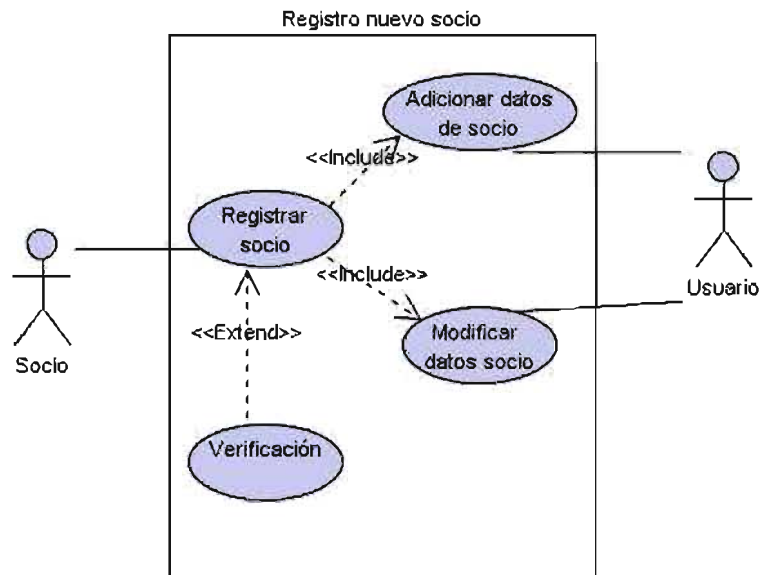 Registro nuevo socio
Adicionar datos
de socio
<<Include>>
Registrar
socio
<<Include>>
Usuario
<<Extend>>
Modificar
datos socio
Socio
Verificación